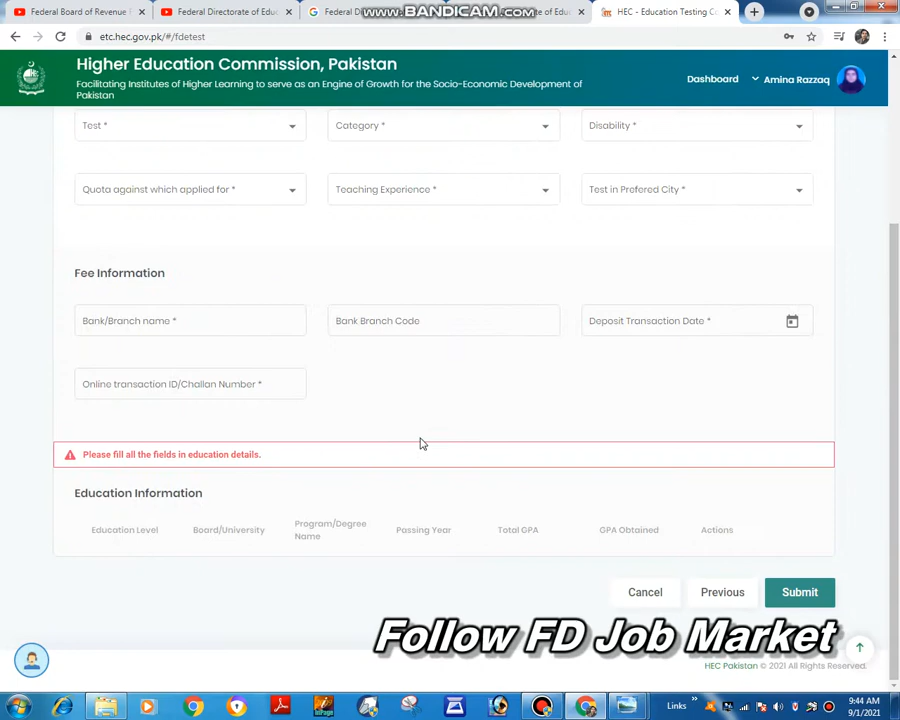 Federal Board of Revenue F
Federal Directorate of Educ
Federal Di
WWW.BANDICAM.COM
te of Educ
HEC - Education Testing Co
etc.hec.gov.pk/#/fdetest
Higher Education Commission, Pakistan
Facilitating Institutes of Higher Learning to serve as an Engine of Growth for the Socio-Economic Development of
Pakistan
Dashboard
Amina Razzaq
Test *
Category *
Disability *
Quota against which applied for *
Teaching Experience *
Test in Prefered City *
Fee Information
Bank/Branch name *
Bank Branch Code
Deposit Transaction Date *
Online transaction ID/Challan Number *
Please fill all the fields in education details.
Education Information
Education Level
Board/University
Program/Degree
Name
Passing Year
Total GPA
GPA Obtained
Actions
Cancel
Previous
Submit
Follow FD Job Market
HEC Pakistan © 2021 All Rights Reserved.
Links
»
9:44 AM
9/1/2021